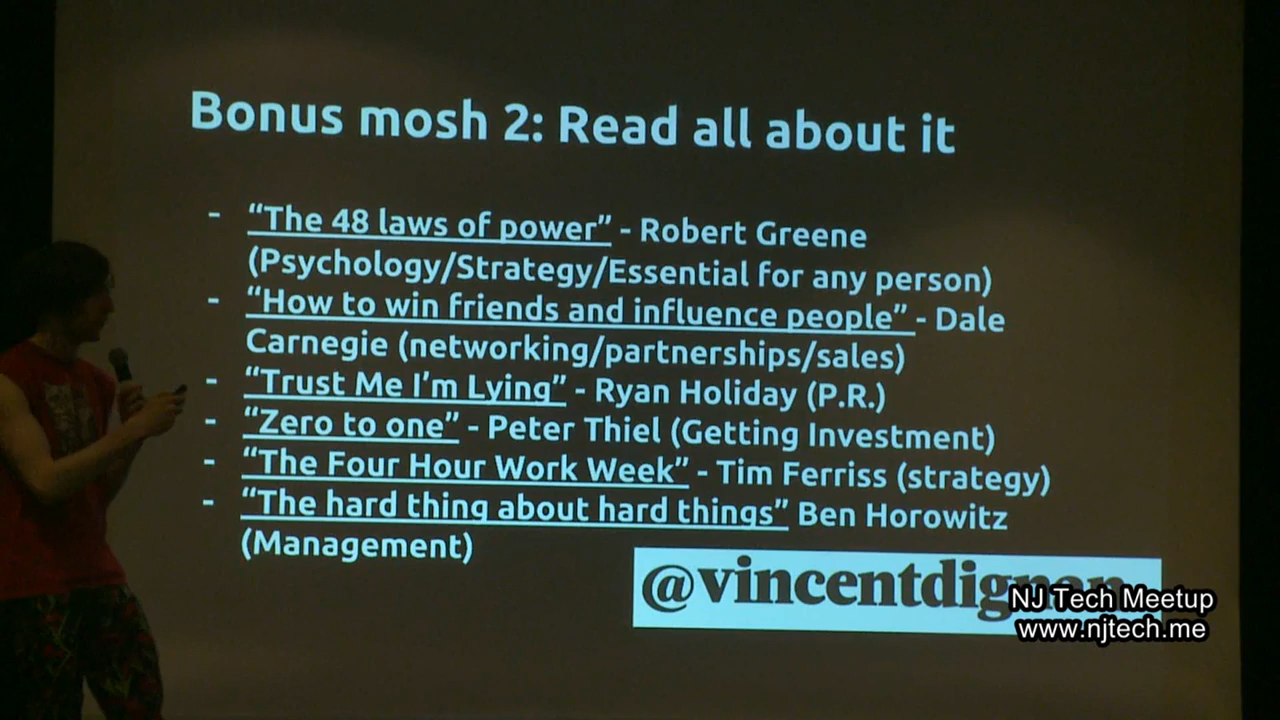 Bonus mosh 2: Read all about it
- “The 48 laws of power” - Robert Greene
(Psychology/Strategy/Essential for any person)
- “How to win friends and influence people” - Dale
Carnegie (networking/partnerships/sales)
- “Trust Me I’m Lying” - Ryan Holiday (P.R.)
- “Zero to one” - Peter Thiel (Getting Investment)
- “The Four Hour Work Week” - Tim Ferriss (strategy)
- “The hard thing about hard things” Ben Horowitz
(Management)
@vincentdignan
NJ Tech Meetup
www.njtech.me